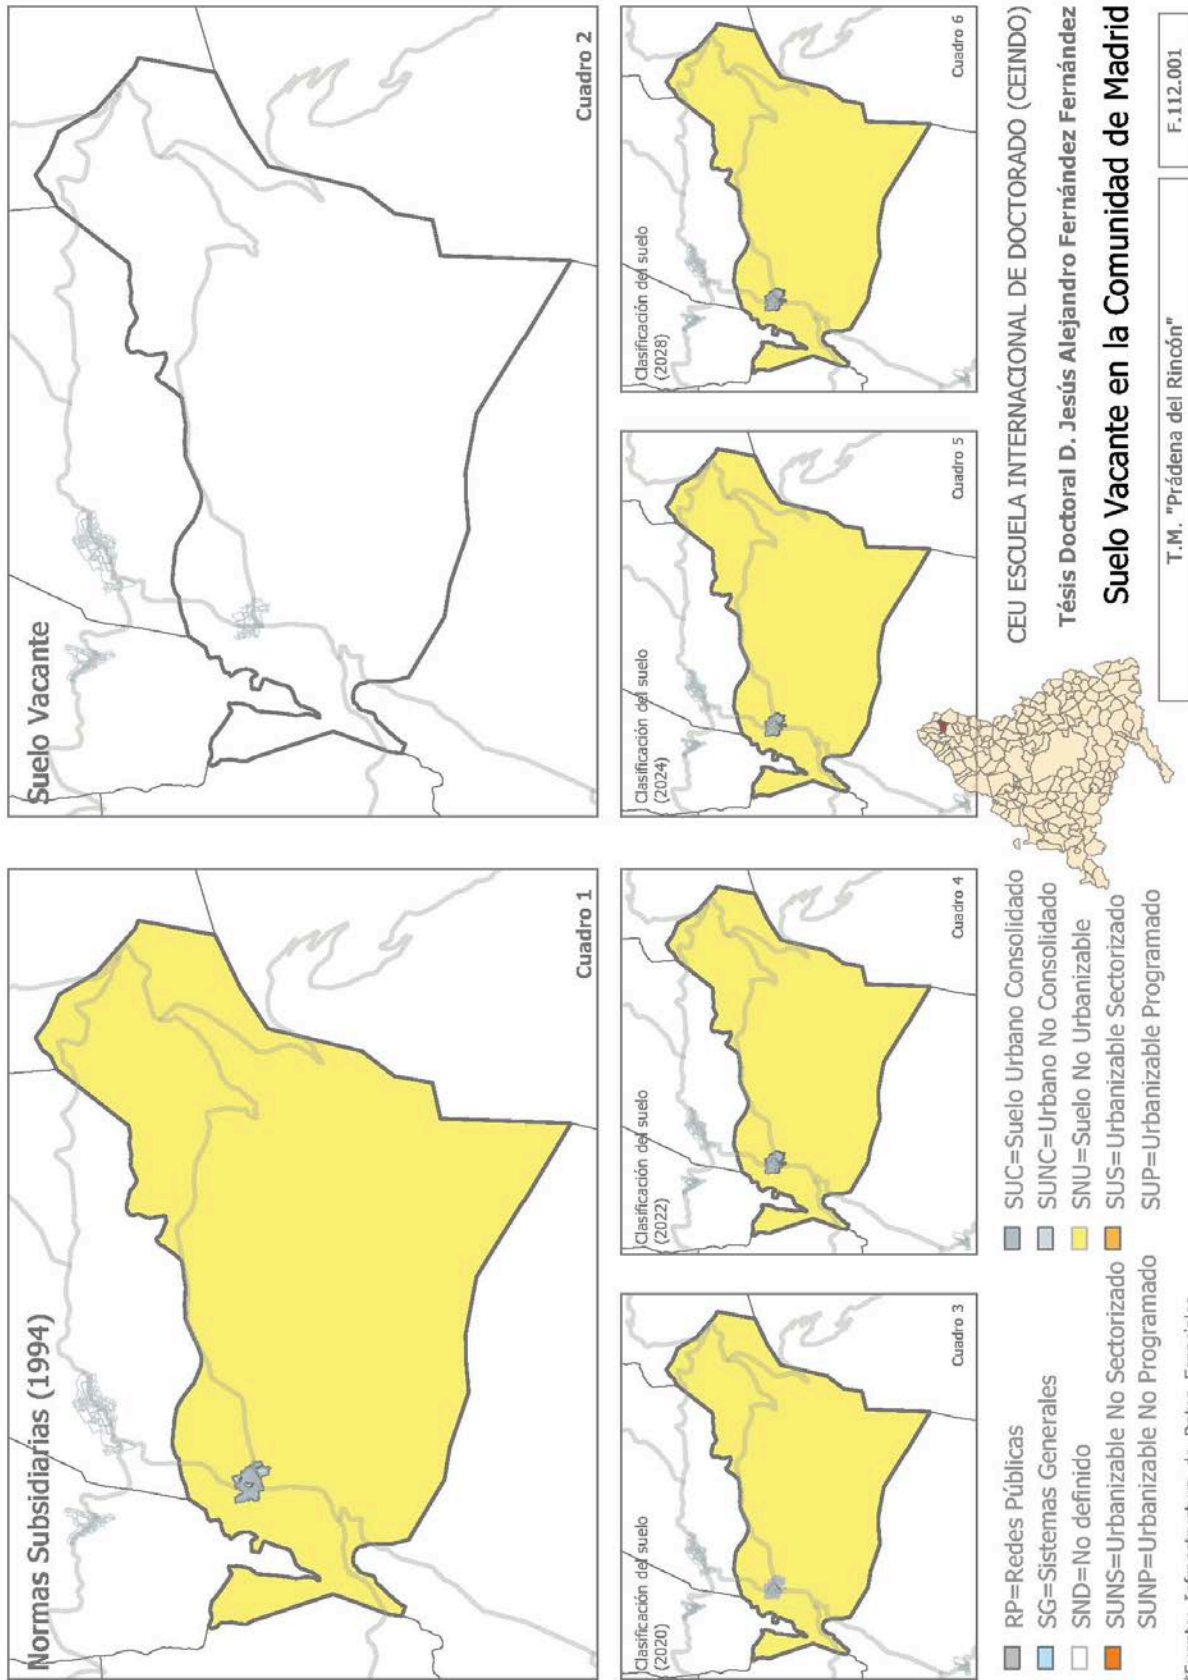 Normas Subsidiarias (1994)
Cuadro 1
Suelo Vacante
Cuadro 2
Clasificación del suelo
(2020)
Cuadro 3
Clasificación del suelo
(2022)
Cuadro 4
Clasificación del suelo
(2024)
Cuadro 5
Clasificación del suelo
(2028)
Cuadro 6
RP=Redes Públicas
SG=Sistemas Generales
SND=No definido
SUNS=Urbanizable No Sectorizado
SUNP=Urbanizable No Programado
SUC=Suelo Urbano Consolidado
SUNC=Urbano No Consolidado
SNU=Suelo No Urbanizable
SUS=Urbanizable Sectorizado
SUP=Urbanizable Programado
CEU ESCUELA INTERNACIONAL DE DOCTORADO (CEINDO)
Tésis Doctoral D. Jesús Alejandro Fernández Fernández
Suelo Vacante en la Comunidad de Madrid
T.M. "Prádena del Rincón"
F.112.001